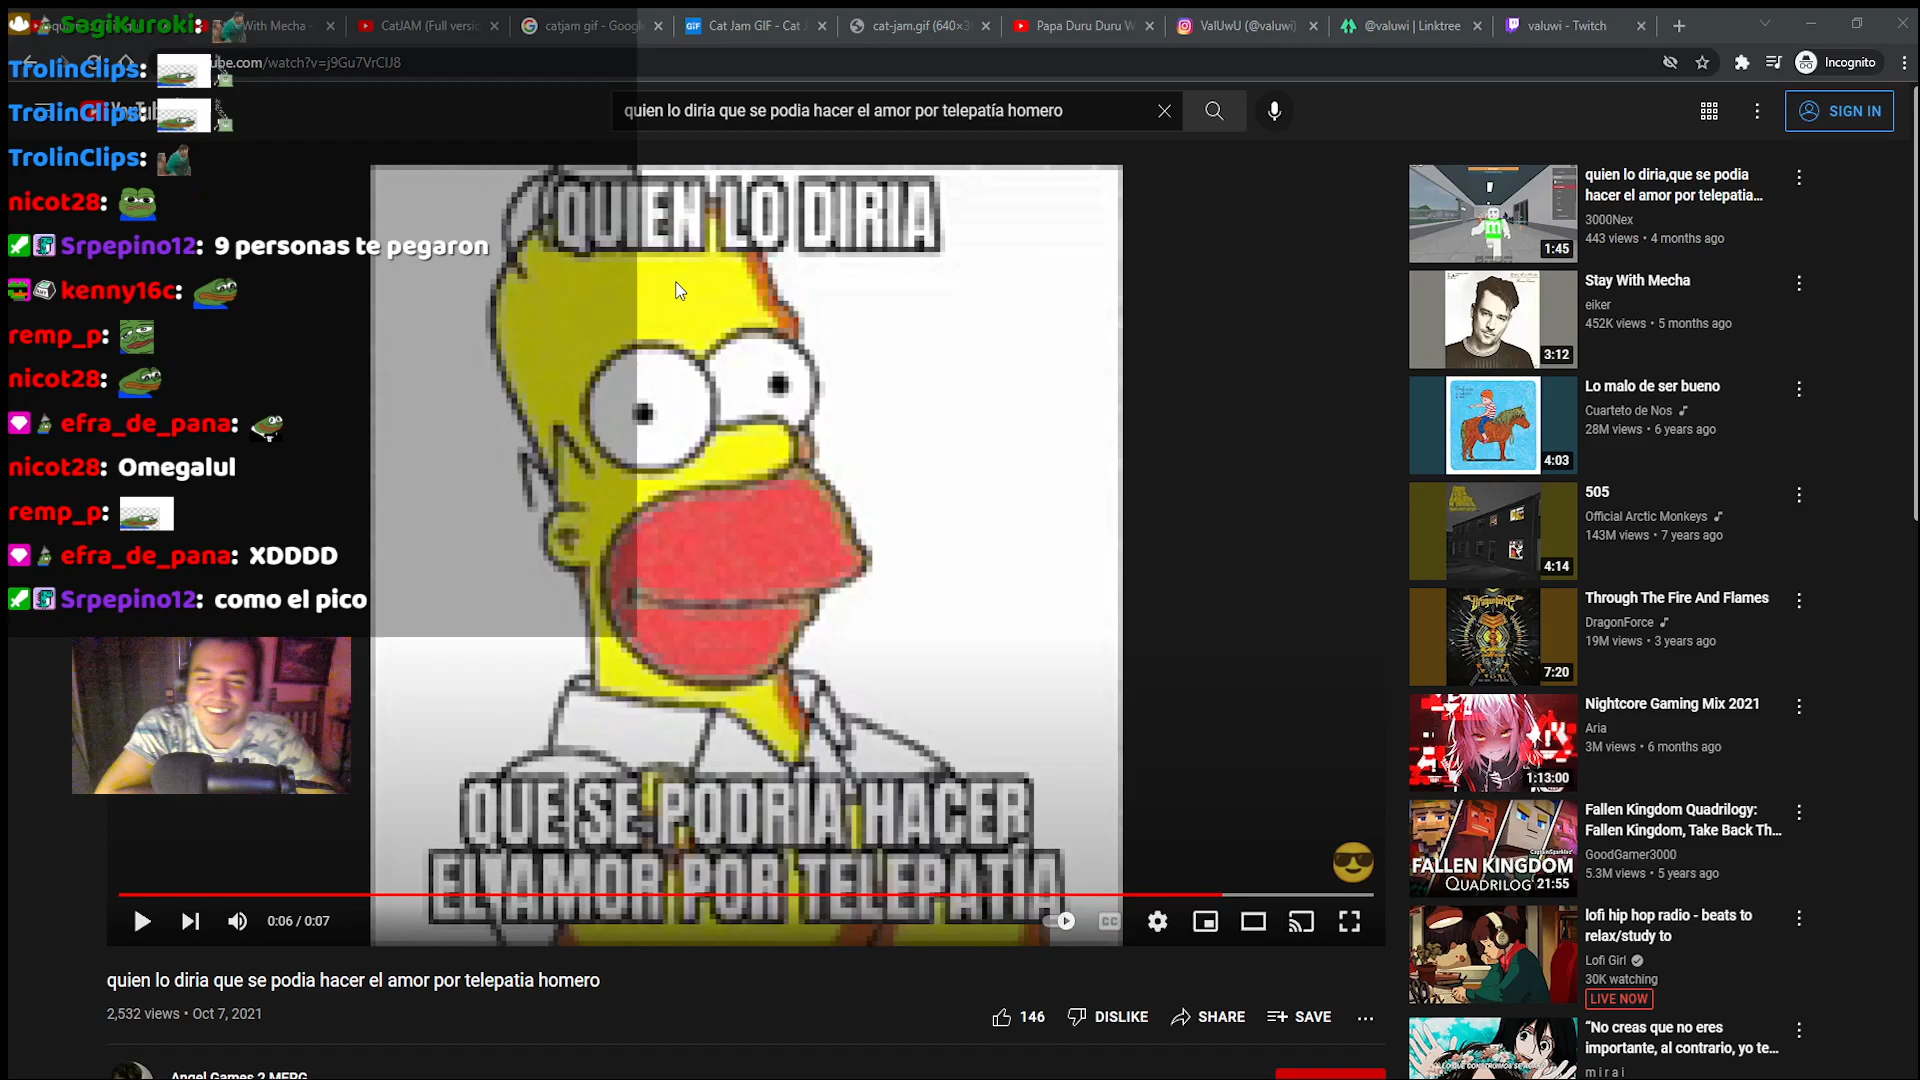 SagiKuroki:
With Mecha -
CatJAM (Full versio
catjam gif - Googl
Cat Jam GIF - Cat J
cat-jam.gif (640×3
Papa Duru Duru W
ValUwU (@valuwi)
@valuwi | Linktree
valuwi - Twitch
ube.com/watch?v=j9Gu7VrCIJ8
Incognito
TrolinClips:
TrolinClips:
quien lo diria que se podia hacer el amor por telepatía homero
SIGN IN
TrolinClips:
nicot28:
Srpepino12: 9 personas te pegaron
kenny16c:
remp_p:
nicot28:
efra_de_pana:
nicot28: Omegalul
remp_p:
efra_de_pana: XDDDD
Srpepino12: como el pico
QUIEN LO DIRIA
QUE SE PODRÍA HACER
EL AMOR POR TELEPATÍA
0:06 / 0:07
CC
quien lo diria que se podia hacer el amor por telepatia homero
2,532 views • Oct 7, 2021
146
DISLIKE
SHARE
SAVE
Angel Games 2 MERG
quien lo diria,que se podia
hacer el amor por telepatia...
3000Nex
443 views • 4 months ago
1:45
Stay With Mecha
eiker
452K views • 5 months ago
3:12
Lo malo de ser bueno
Cuarteto de Nos
28M views • 6 years ago
4:03
505
Official Arctic Monkeys
143M views • 7 years ago
4:14
Through The Fire And Flames
DragonForce
19M views • 3 years ago
7:20
Nightcore Gaming Mix 2021
Aria
3M views • 6 months ago
1:13:00
Fallen Kingdom Quadrilogy:
Fallen Kingdom, Take Back Th...
GoodGamer3000
5.3M views • 5 years ago
FALLEN KINGDOM
QUADRILOG
21:55
lofi hip hop radio - beats to
relax/study to
Lofi Girl
30K watching
LIVE NOW
"No creas que no eres
importante, al contrario, yo te...
m i r a i